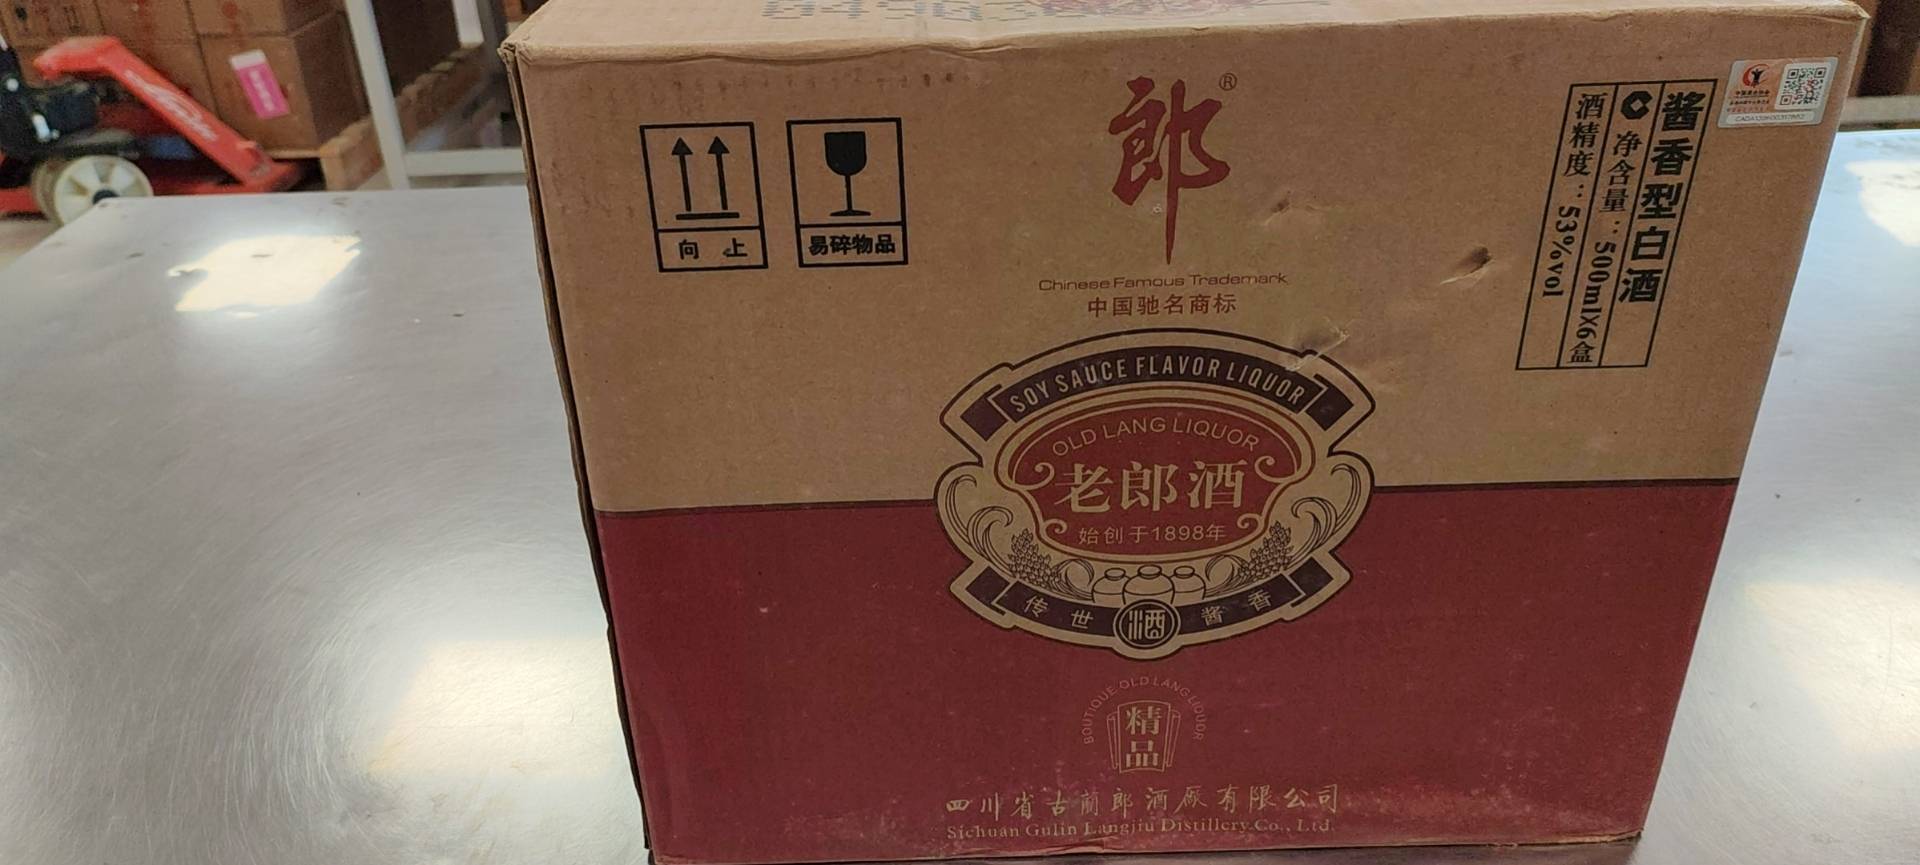 郎®
Chinese Famous Trademark
中国驰名商标
向 上
易碎物品
酱香型白酒
净含量:500mlX6盒
酒精度:53%vol
SOY SAUCE FLAVOR LIQUOR
OLD LANG LIQUOR
老郎酒
始创于1898年
传世 酒 酱香
BOUTIQUE OLD LANG LIQUOR
精品
四川省古蔺郎酒厂有限公司
Sichuan Gulin Langjiu Distillery Co., Ltd.